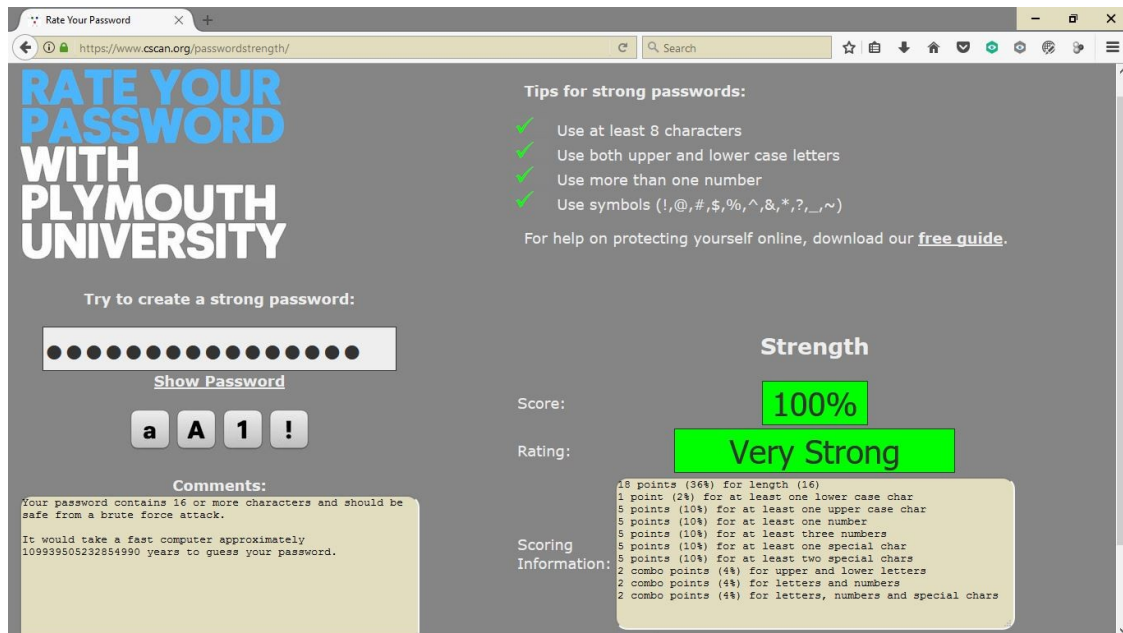 Rate Your Password
https://www.cscan.org/passwordstrength/
Search
RATE YOUR
PASSWORD
WITH
PLYMOUTH
UNIVERSITY
Tips for strong passwords:
Use at least 8 characters
Use both upper and lower case letters
Use more than one number
Use symbols (!,@,#,$,%,^,&,*,?,_,~)
For help on protecting yourself online, download our free guide.
Try to create a strong password:
Show Password
a A 1 !
Comments:
Your password contains 16 or more characters and should be
safe from a brute force attack.
It would take a fast computer approximately
109939505232854990 years to guess your password.
Strength
Score:
100%
Rating:
Very Strong
Scoring
Information:
18 points (36%) for length (16)
1 point (2%) for at least one lower case char
5 points (10%) for at least one upper case char
5 points (10%) for at least one number
5 points (10%) for at least three numbers
5 points (10%) for at least one special char
5 points (10%) for at least two special chars
2 combo points (4%) for upper and lower letters
2 combo points (4%) for letters and numbers
2 combo points (4%) for letters, numbers and special chars